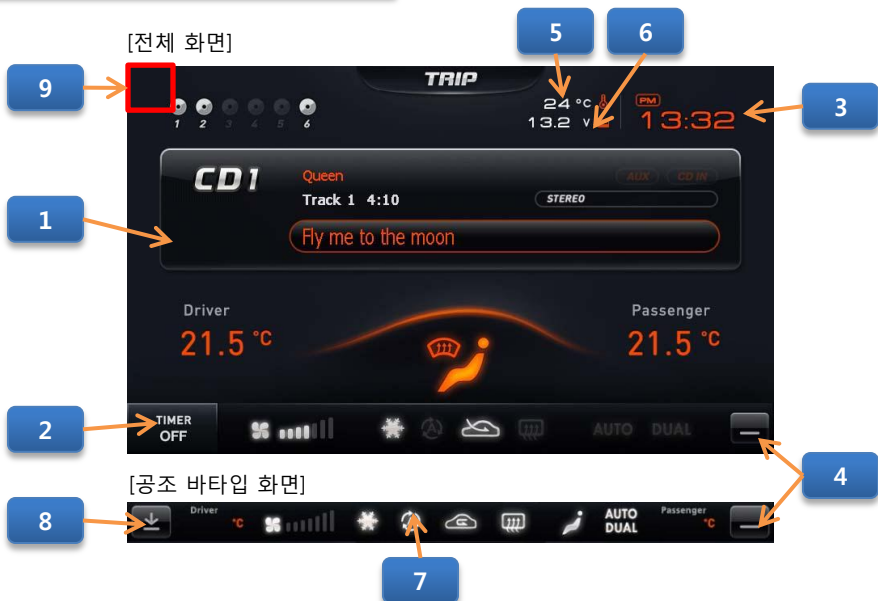 [전체 화면]
5
6
9
TRIP
24 °C
PM
13:32
13.2 V
3
1 2 3 4 5 6
CD1
Queen
AUX
CD IN
Track 1 4:10
STEREO
1
Fly me to the moon
Driver
Passenger
21.5 °C
21.5 °C
2
TIMER
OFF
AUTO DUAL
4
[공조 바타입 화면]
8
Driver
°C
AUTO
DUAL
Passenger
°C
7